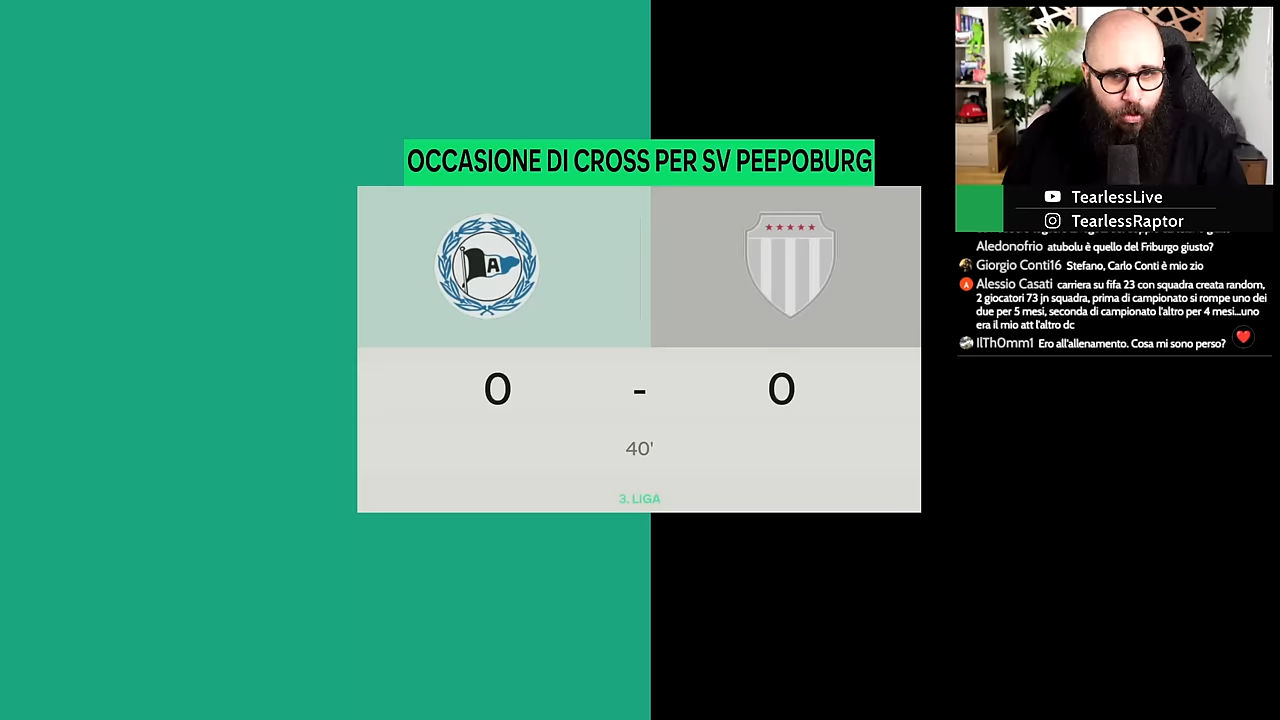 OCCASIONE DI CROSS PER SV PEEPOBURG
A
0 - 0
40'
3. LIGA
TearlessLive
TearlessRaptor
Aledonofrio atubolu è quello del Friburgo giusto?
Giorgio Conti16 Stefano, Carlo Conti è mio zio
A Alessio Casati carriera su fifa 23 con squadra creata random,
2 giocatori 73 jn squadra, prima di campionato si rompe uno dei
due per 5 mesi, seconda di campionato l'altro per 4 mesi...uno
era il mio att l'altro dc
IlThOmm1 Ero all'allenamento. Cosa mi sono perso?